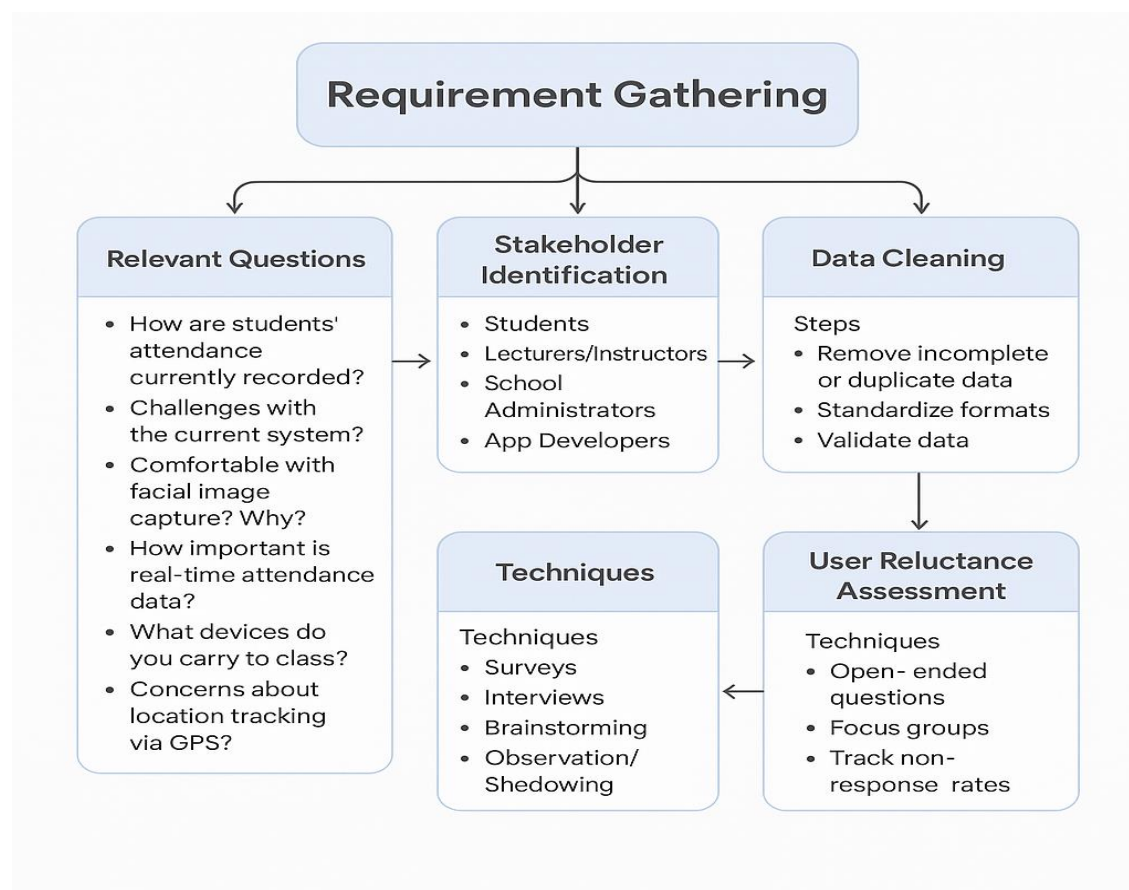 Requirement Gathering
Relevant Questions
• How are students'
attendance
currently recorded?
• Challenges with
the current system?
• Comfortable with
facial image
capture? Why?
• How important is
real-time attendance
data?
• What devices do
you carry to class?
• Concerns about
location tracking
via GPS?
Stakeholder
Identification
• Students
• Lecturers/Instructors
• School
Administrators
• App Developers
Data Cleaning
Steps
• Remove incomplete
or duplicate data
• Standardize formats
• Validate data
User Reluctance
Assessment
Techniques
• Open- ended
questions
• Focus groups
• Track non-
response rates
Techniques
Techniques
• Surveys
• Interviews
• Brainstorming
• Observation/
Shedowing